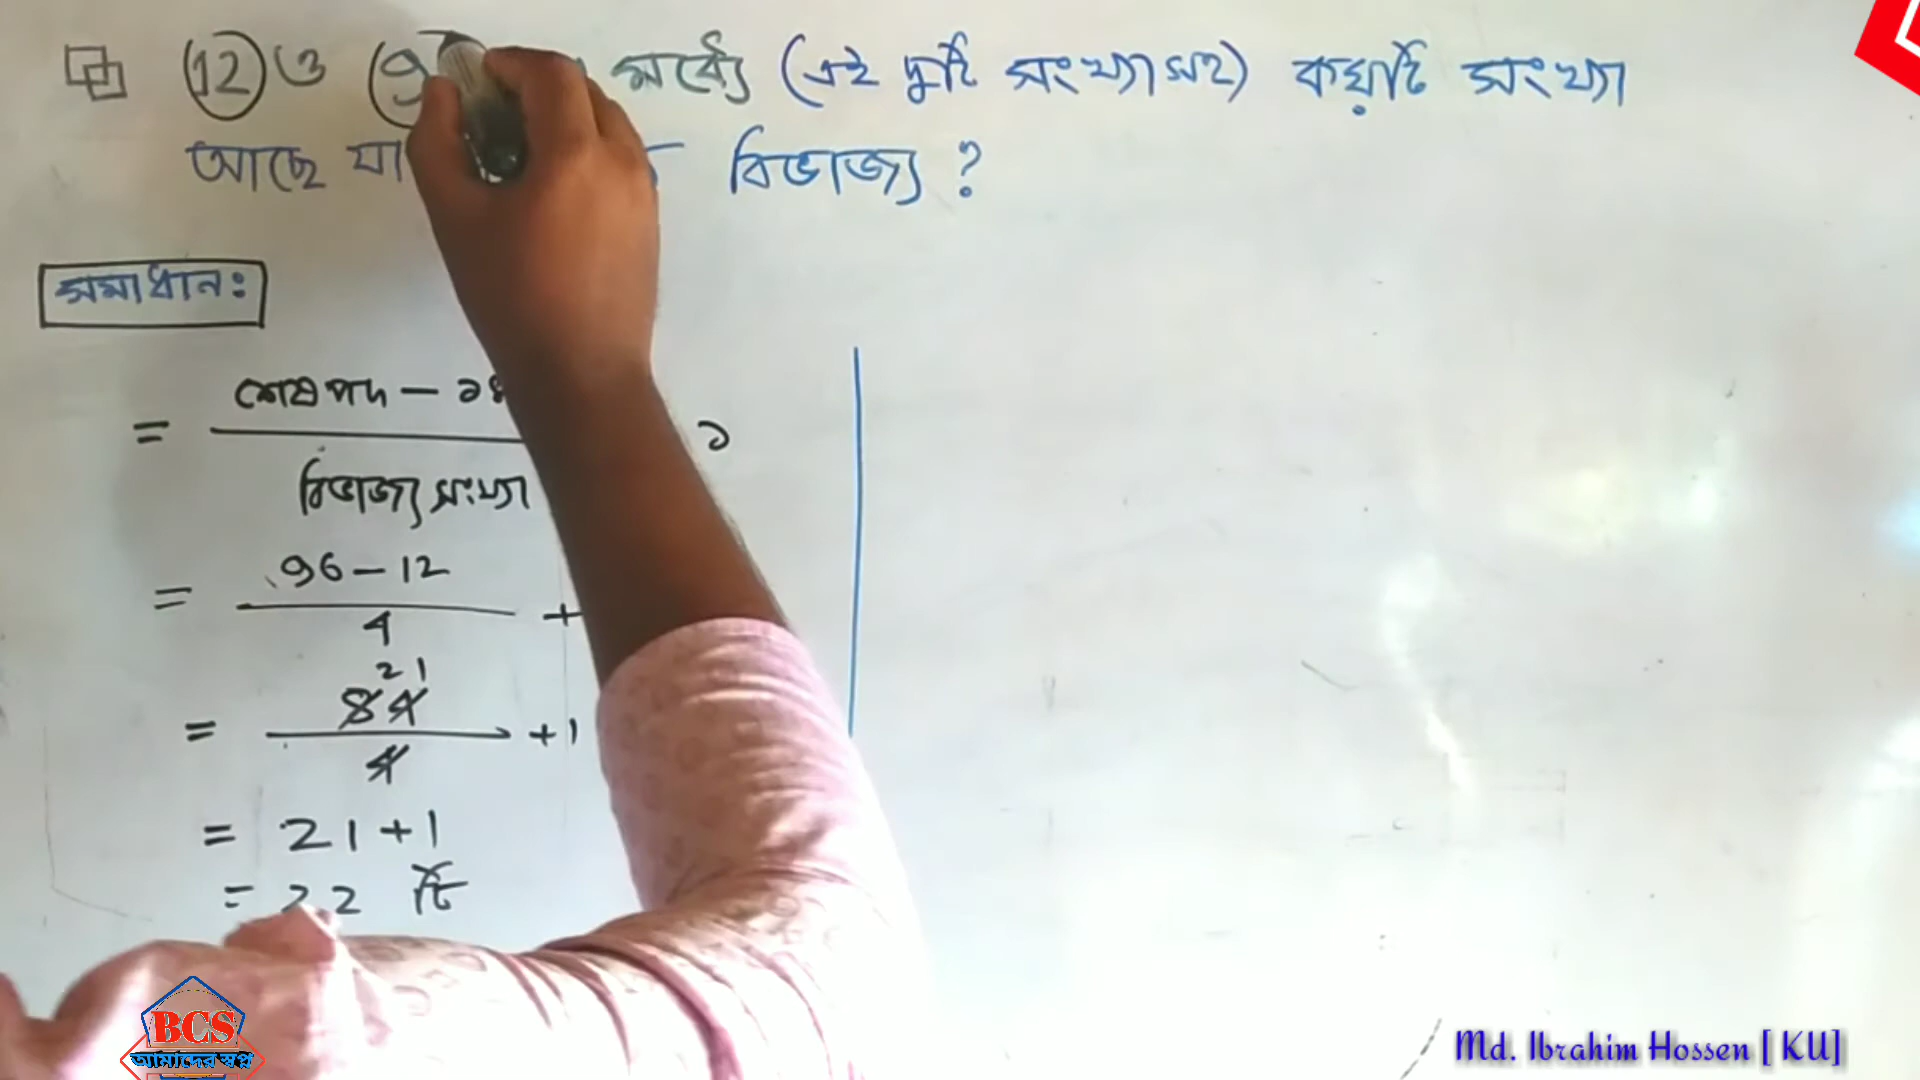 12 ও মধ্যে (এই দুটি সংখ্যাসহ) কয়টি সংখ্যা
আছে যা বিভাজ্য ?
সমাধান:
= শেষপদ - ১ম
বিভাজ্য সংখ্যা
১
= 96 - 12
4
+
21
= 84
4
+1
= 21 + 1
= 22 টি
BCS
আমাদের স্বপ্ন
Md. Ibrahim Hossen [ KU]